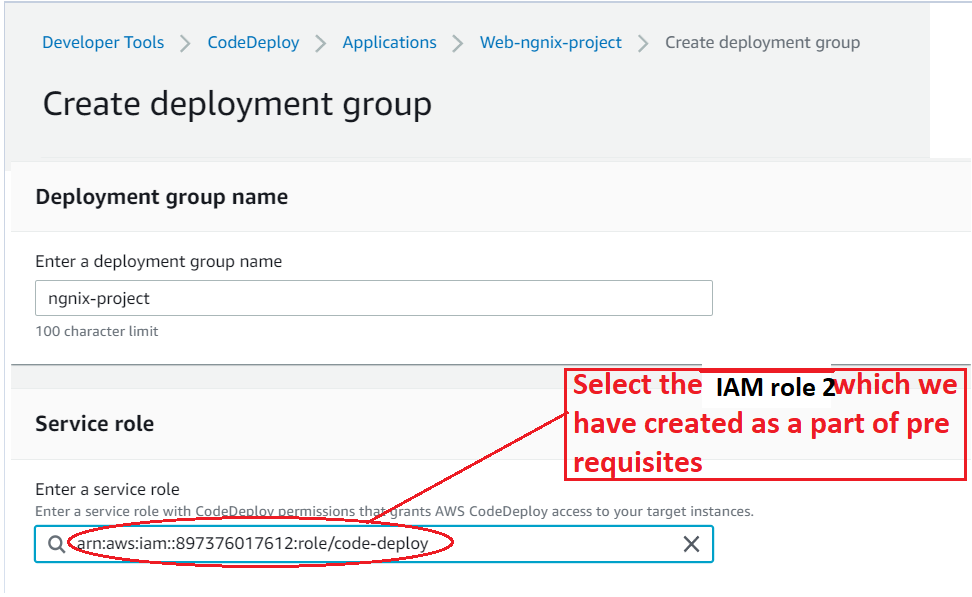 Developer Tools > CodeDeploy > Applications > Web-ngnix-project > Create deployment group
Create deployment group
Deployment group name
Enter a deployment group name
ngnix-project
100 character limit
Select the IAM role 2 which we
have created as a part of pre
requisites
Service role
Enter a service role
Enter a service role with CodeDeploy permissions that grants AWS CodeDeploy access to your target instances.
arn:aws:iam::897376017612:role/code-deploy